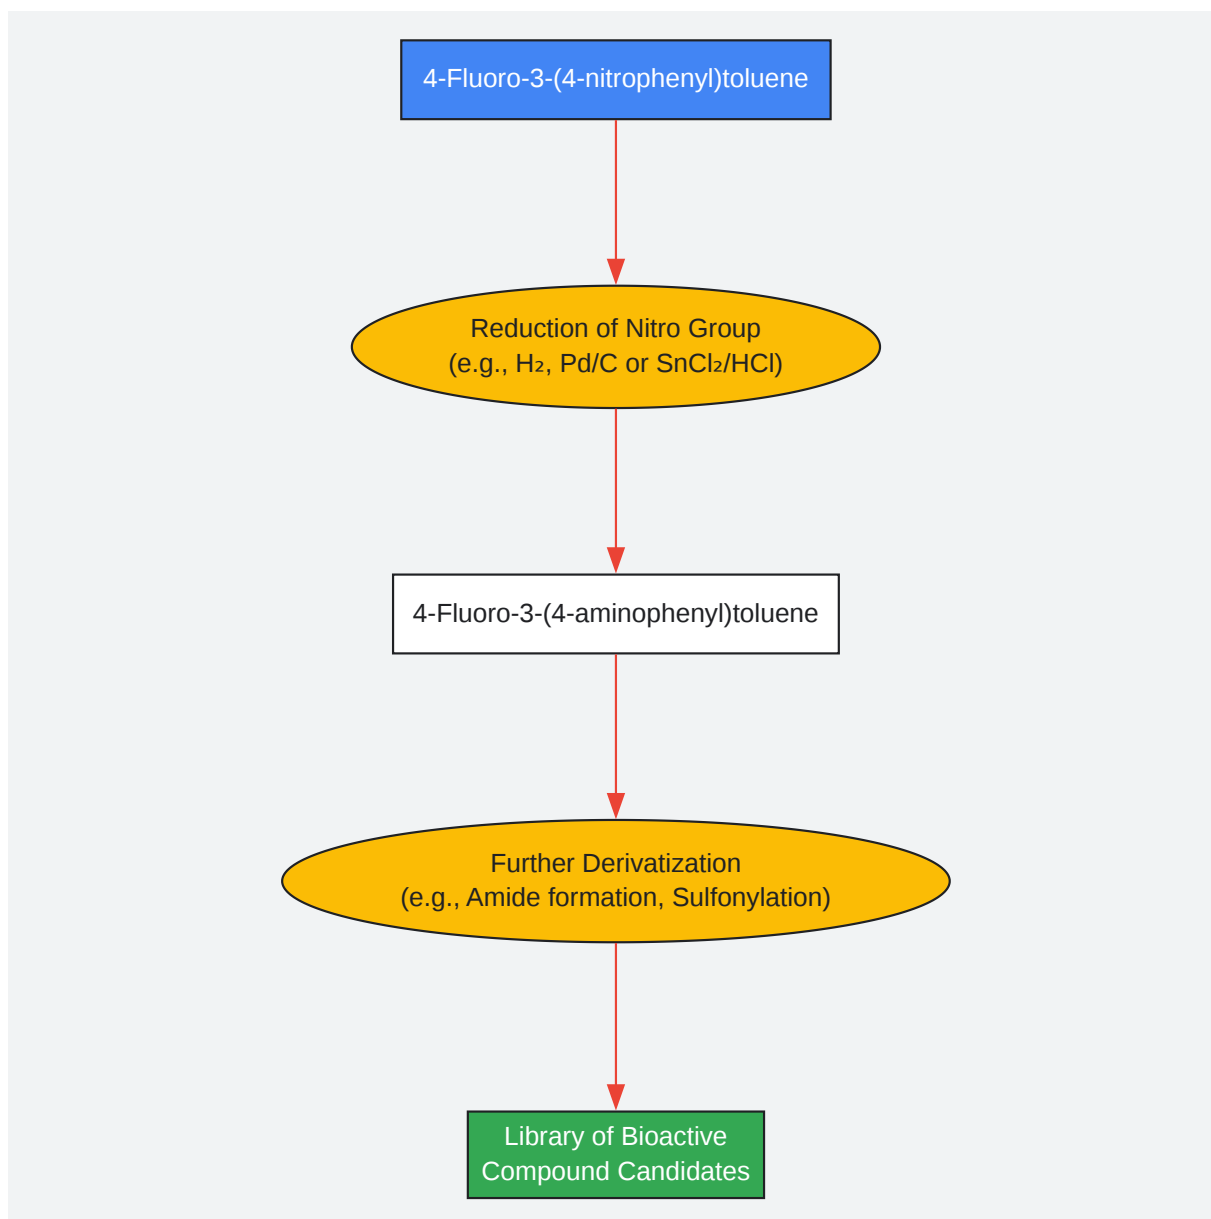 4-Fluoro-3-(4-nitrophenyl)toluene
Reduction of Nitro Group
(e.g., H₂, Pd/C or SnCl₂/HCl)
4-Fluoro-3-(4-aminophenyl)toluene
Further Derivatization
(e.g., Amide formation, Sulfonylation)
Library of Bioactive
Compound Candidates